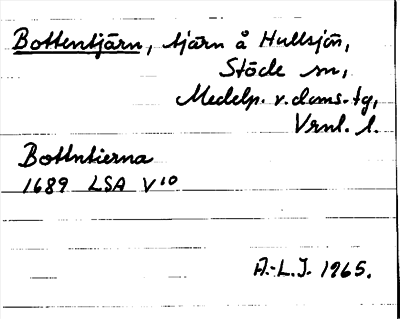 Bottentjärn, tjärn å Hullsjön,
Stöde sn,
Medelp. v. doms. tg,
Vrnl. l.
Bottntierna
1689 LSA V10
A.-L.J. 1965.